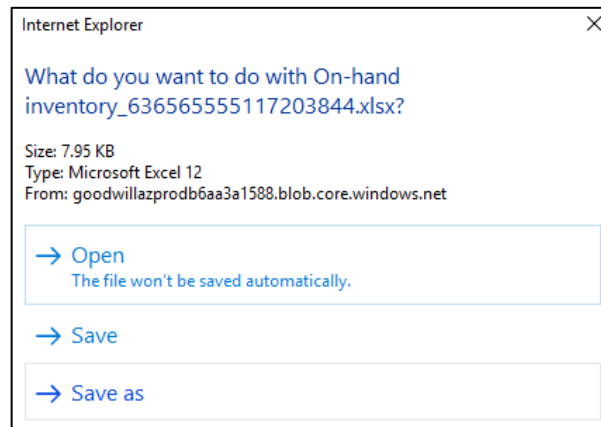 Internet Explorer
What do you want to do with On-hand
inventory_636565555117203844.xlsx?
Size: 7.95 KB
Type: Microsoft Excel 12
From: goodwillazprodb6aa3a1588.blob.core.windows.net
→ Open
The file won't be saved automatically.
→ Save
→ Save as